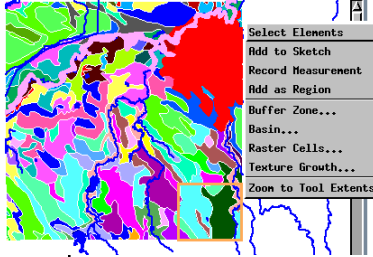 Select Elements
Add to Sketch
Record Measurement
Add as Region
Buffer Zone...
Basin...
Raster Cells...
Texture Growth...
Zoom to Tool Extents